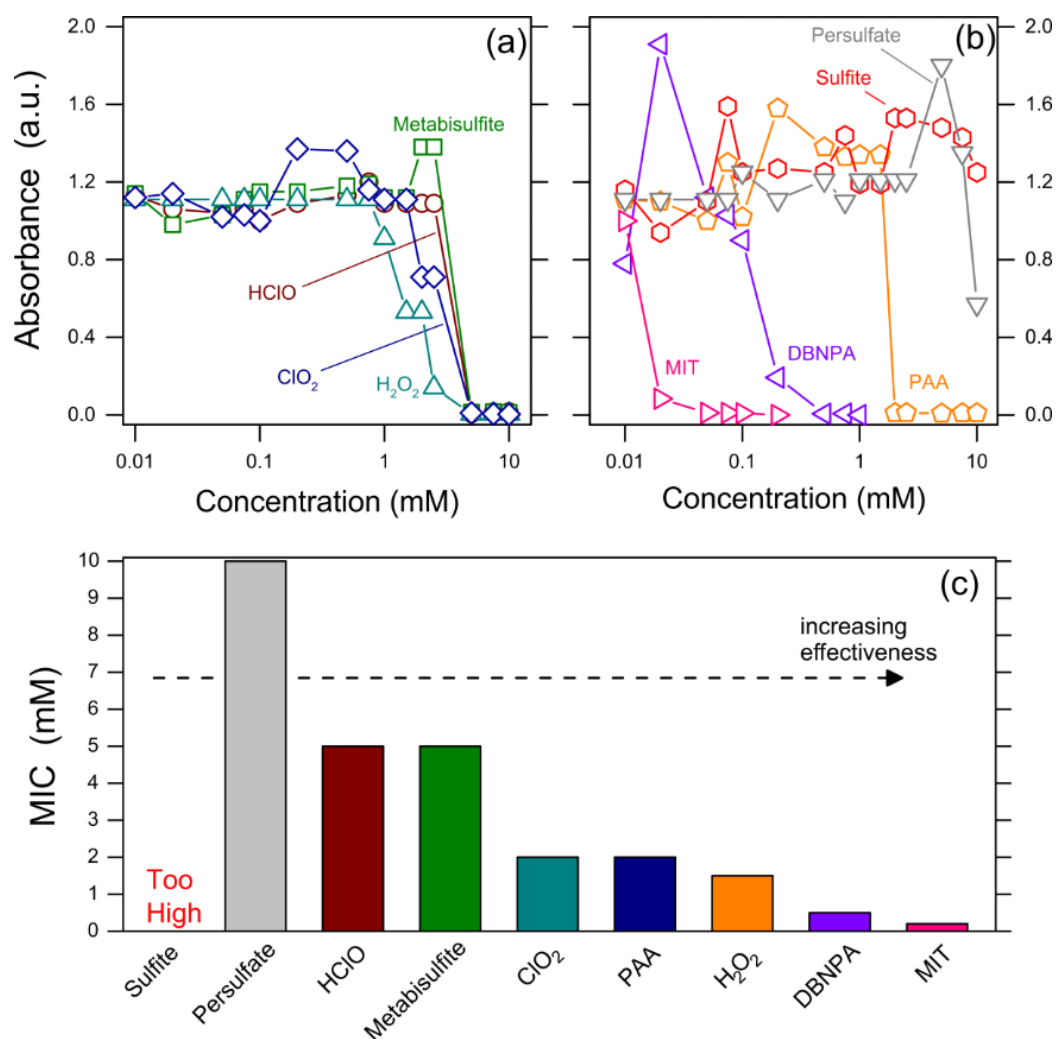 (a)
(b)
2.0
1.6
1.2
0.8
0.4
0.0
Absorbance (a.u.)
Metabisulfite
HClO
ClO₂
H₂O₂
0.01
0.1
1
10
Concentration (mM)
Persulfate
Sulfite
MIT
DBNPA
PAA
2.0
1.6
1.2
0.8
0.4
0.0
0.01
0.1
1
10
Concentration (mM)
(c)
10
9
8
7
6
5
4
3
2
1
0
MIC (mM)
increasing
effectiveness
Too
High
Sulfite
Persulfate
HClO
Metabisulfite
ClO₂
PAA
H₂O₂
DBNPA
MIT